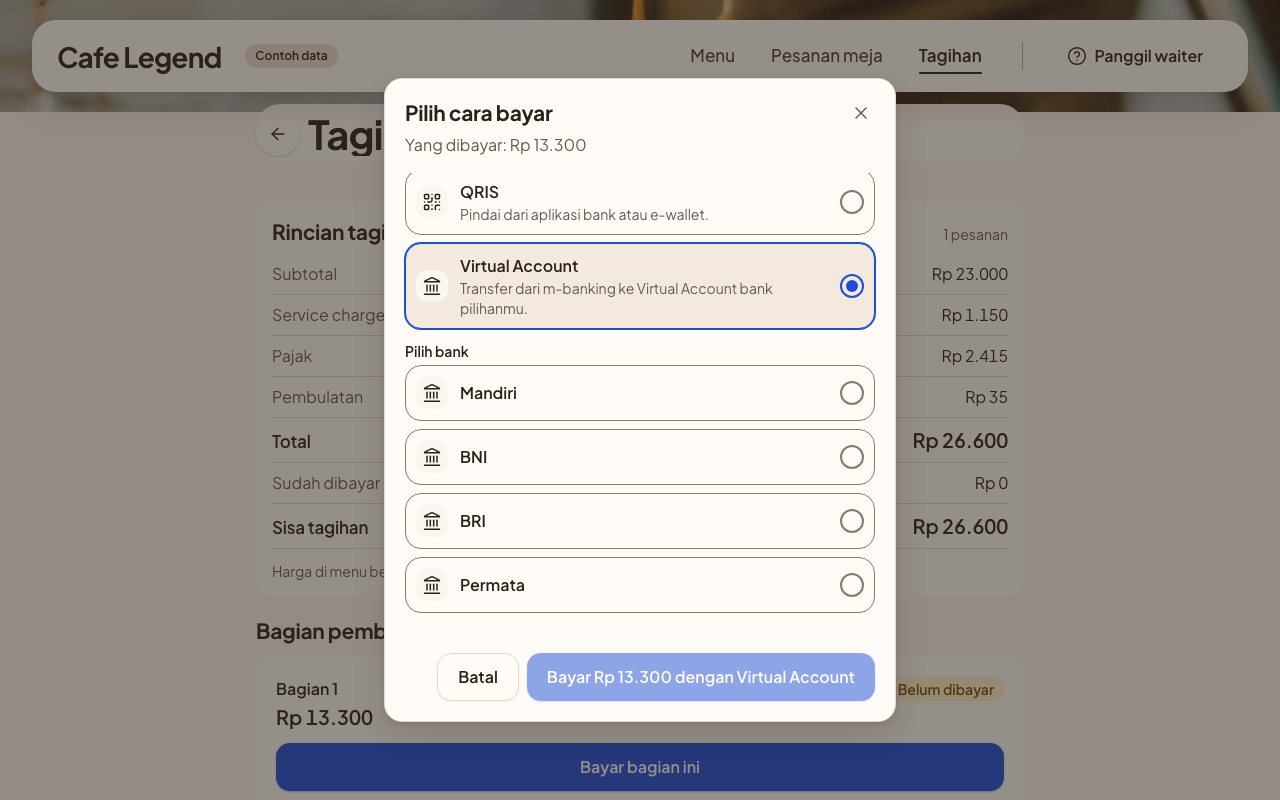 Cafe Legend
Contoh data
Menu
Pesanan meja
Tagihan
Panggil waiter
Pilih cara bayar
Yang dibayar: Rp 13.300
QRIS
Pindai dari aplikasi bank atau e-wallet.
Virtual Account
Transfer dari m-banking ke Virtual Account bank
pilihanmu.
Pilih bank
Mandiri
BNI
BRI
Permata
Batal
Bayar Rp 13.300 dengan Virtual Account
Rincian
1 pesanan
Subtotal
Rp 23.000
Service charge
Rp 1.150
Pajak
Rp 2.415
Pembulatan
Rp 35
Total
Rp 26.600
Sudah dibayar
Rp 0
Sisa tagihan
Rp 26.600
Harga di menu
Bagian
Bagian 1
Belum dibayar
Rp 13.300
Bayar bagian ini